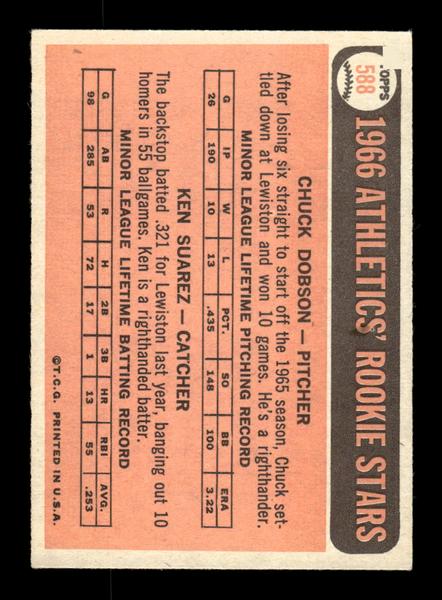 TOPPS
588
1966 ATHLETICS' ROOKIE STARS
CHUCK DOBSON — PITCHER
After losing six straight to start off the 1965 season, Chuck set-
tled down at Lewiston and won 10 games. He's a righthander.
MINOR LEAGUE LIFETIME PITCHING RECORD
G IP W L PCT. SO BB ERA
26 190 10 13 .435 148 100 3.22
KEN SUAREZ — CATCHER
The backstop batted .321 for Lewiston last year, banging out 10
homers in 55 ballgames. Ken is a righthanded batter.
MINOR LEAGUE LIFETIME BATTING RECORD
G AB R H 2B 3B HR RBI AVG.
98 285 53 72 17 1 13 55 .253
©T.C.G. PRINTED IN U.S.A.